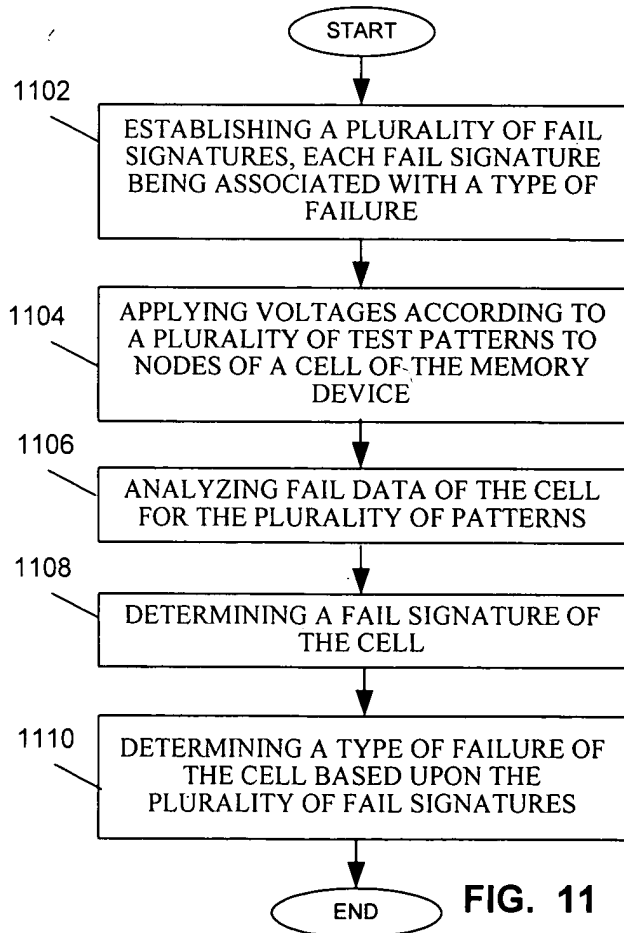 START
1102
ESTABLISHING A PLURALITY OF FAIL
SIGNATURES, EACH FAIL SIGNATURE
BEING ASSOCIATED WITH A TYPE OF
FAILURE
1104
APPLYING VOLTAGES ACCORDING TO
A PLURALITY OF TEST PATTERNS TO
NODES OF A CELL OF THE MEMORY
DEVICE
1106
ANALYZING FAIL DATA OF THE CELL
FOR THE PLURALITY OF PATTERNS
1108
DETERMINING A FAIL SIGNATURE OF
THE CELL
1110
DETERMINING A TYPE OF FAILURE OF
THE CELL BASED UPON THE
PLURALITY OF FAIL SIGNATURES
END
FIG. 11